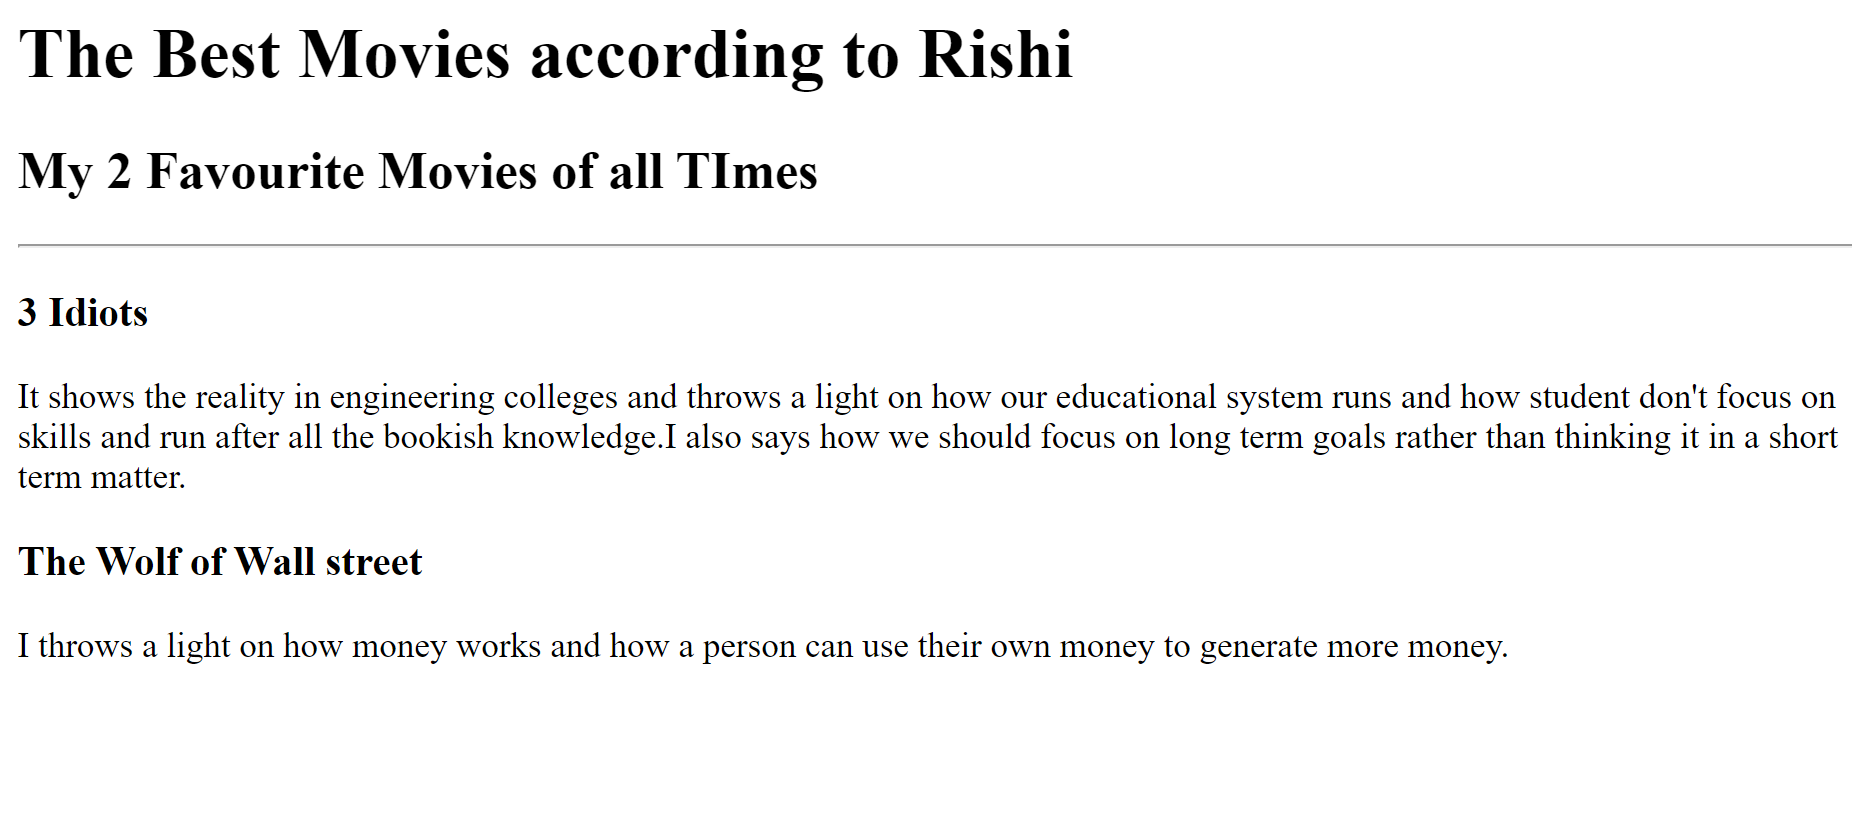 The Best Movies according to Rishi
My 2 Favourite Movies of all TImes
3 Idiots
It shows the reality in engineering colleges and throws a light on how our educational system runs and how student don't focus on
skills and run after all the bookish knowledge.I also says how we should focus on long term goals rather than thinking it in a short
term matter.
The Wolf of Wall street
I throws a light on how money works and how a person can use their own money to generate more money.